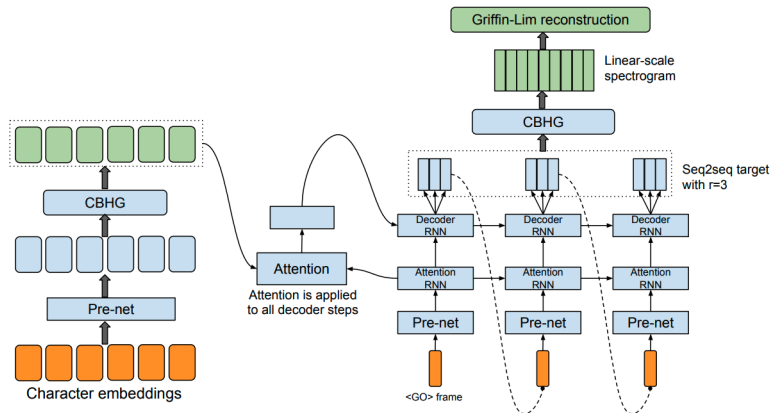 Griffin-Lim reconstruction
Linear-scale
spectrogram
CBHG
Seq2seq target
with r=3
CBHG
Decoder
RNN
Decoder
RNN
Decoder
RNN
Attention
Attention is applied
to all decoder steps
Attention
RNN
Attention
RNN
Attention
RNN
Pre-net
Pre-net
Pre-net
Pre-net
<GO> frame
Character embeddings